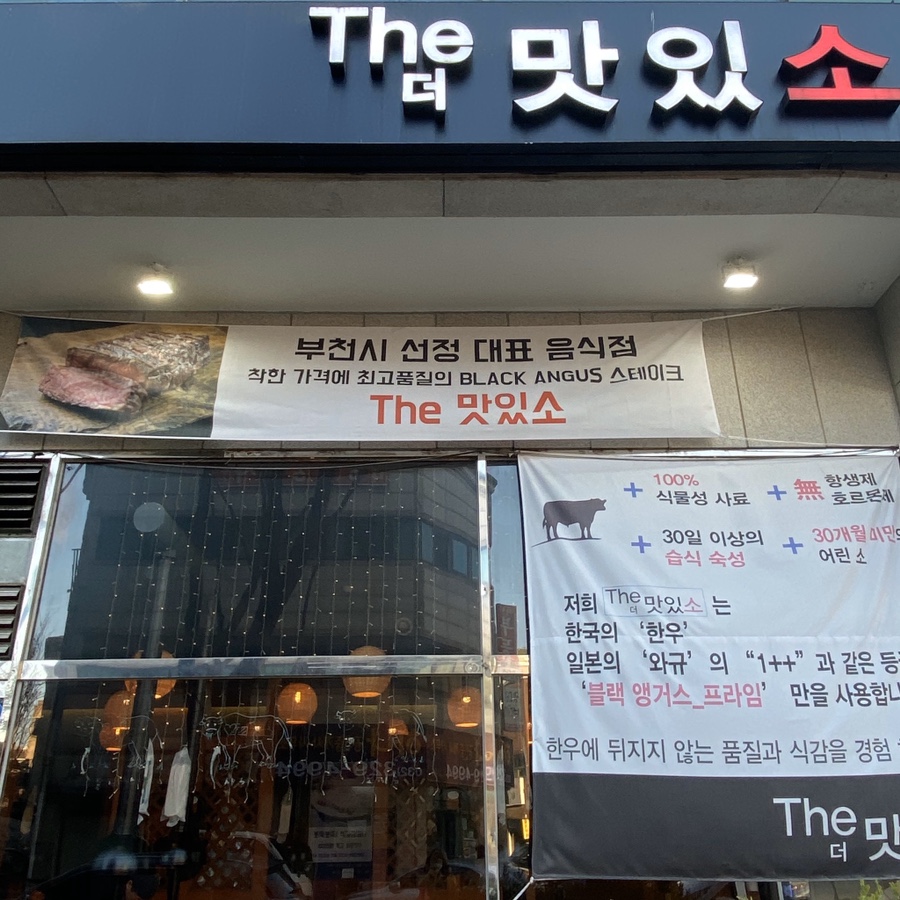 The 맛있소
더
부천시 선정 대표 음식점
착한 가격에 최고품질의 BLACK ANGUS 스테이크
The 맛있소
+ 100% 식물성 사료
+ 無 항생제 호르몬제
+ 30일 이상의 습식 숙성
+ 30개월 미만의 어린 소
저희 The 더 맛있소 는
한국의 ‘한우’
일본의 ‘와규’의 “1++”과 같은
‘블랙 앵거스_프라임’ 만을
한우에 뒤지지 않는 품질과 식감을 경험
The
더 맛